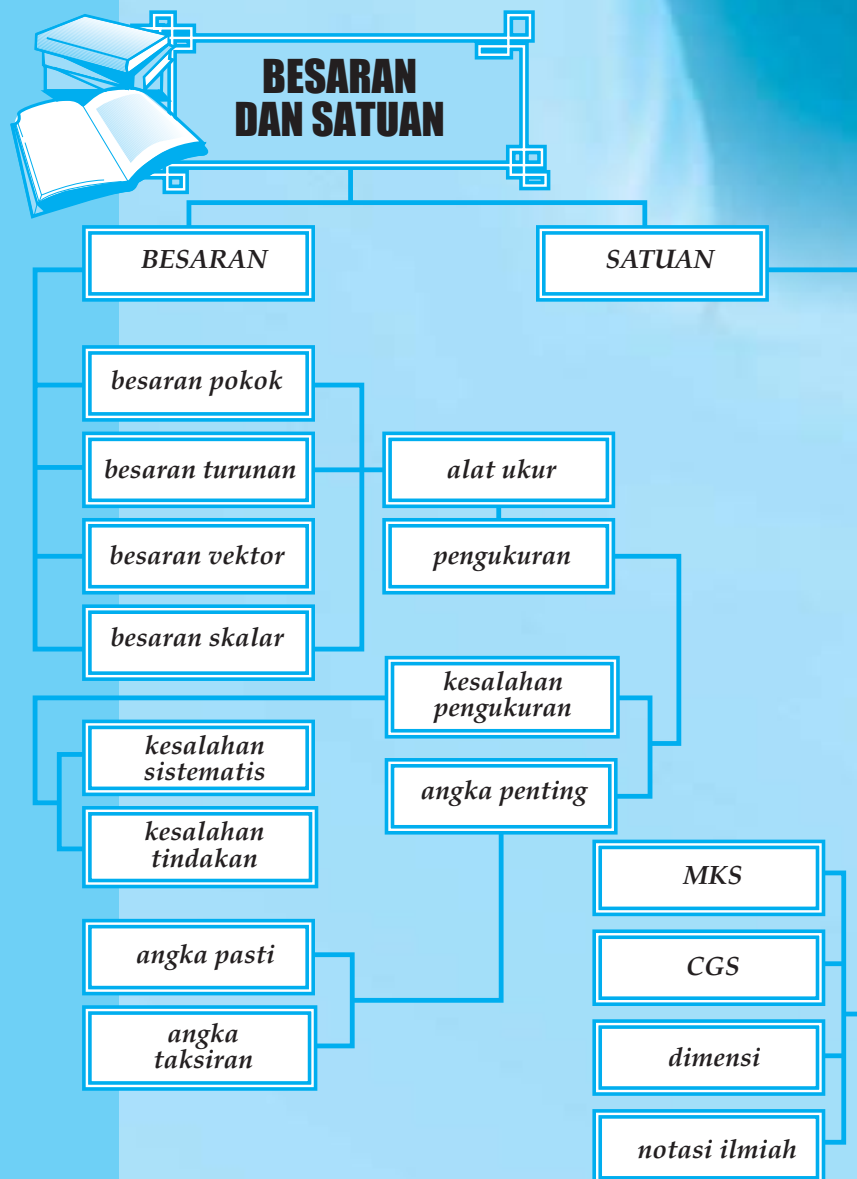 BESARAN
DAN SATUAN
BESARAN
SATUAN
besaran pokok
besaran turunan
alat ukur
besaran vektor
pengukuran
besaran skalar
kesalahan
pengukuran
kesalahan
sistematis
angka penting
kesalahan
tindakan
MKS
angka pasti
CGS
angka
taksiran
dimensi
notasi ilmiah